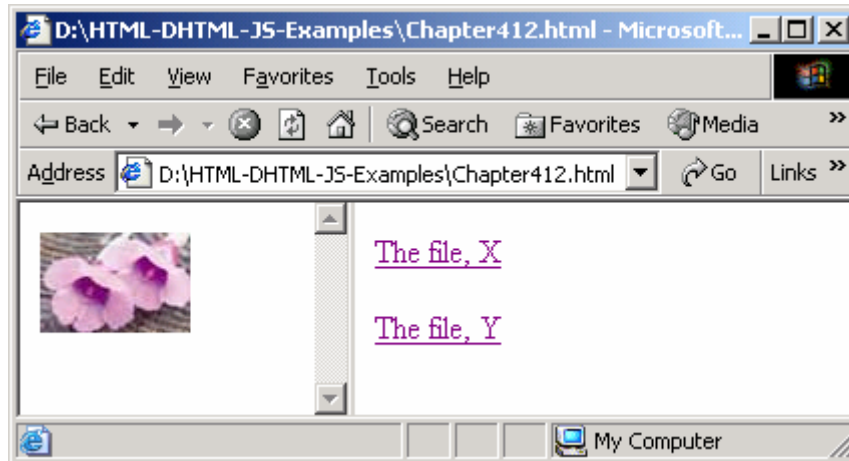 D:\HTML-DHTML-JS-Examples\Chapter412.html - Microsoft...
File Edit View Favorites Tools Help
Back Search Favorites Media »
Address D:\HTML-DHTML-JS-Examples\Chapter412.html Go Links »
The file, X
The file, Y
My Computer